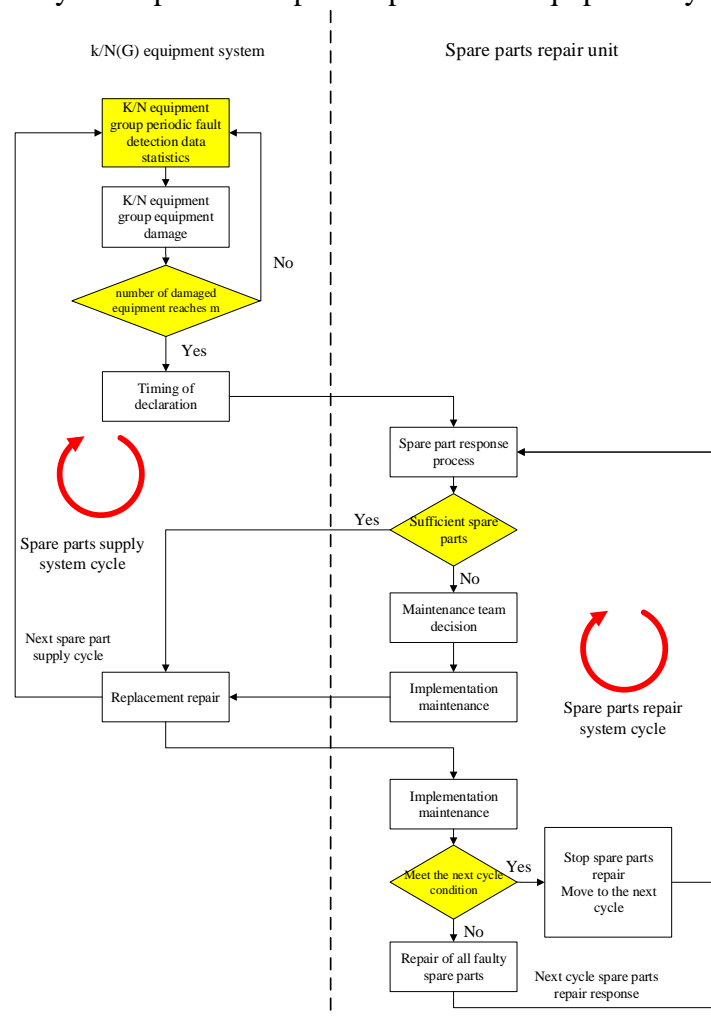 k/N(G) equipment system
Spare parts repair unit
K/N equipment
group periodic fault
detection data
statistics
K/N equipment
group equipment
damage
No
number of damaged
equipment reaches m
Yes
Timing of
declaration
Spare part response
process
Yes
Sufficient spare
parts
Spare parts supply
system cycle
No
Maintenance team
decision
Next spare part
supply cycle
Replacement repair
Implementation
maintenance
Spare parts repair
system cycle
Implementation
maintenance
Meet the next cycle
condition
Yes
Stop spare parts
repair
Move to the next
cycle
No
Repair of all faulty
spare parts
Next cycle spare parts
repair response